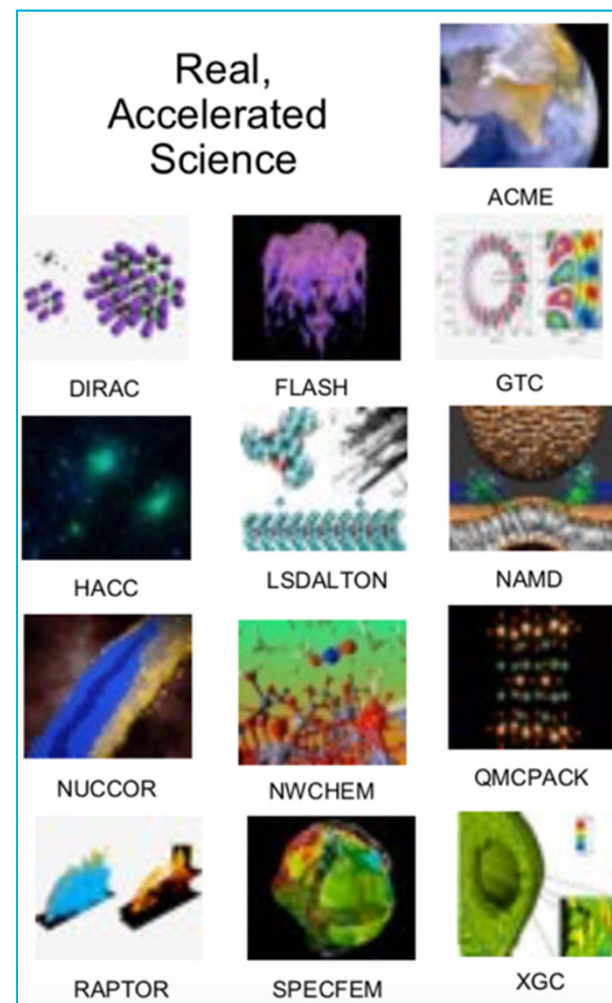 Real,
Accelerated
Science
ACME
DIRAC
FLASH
GTC
HACC
LSDALTON
NAMD
NUCCOR
NWCHEM
QMCPACK
RAPTOR
SPECFEM
XGC